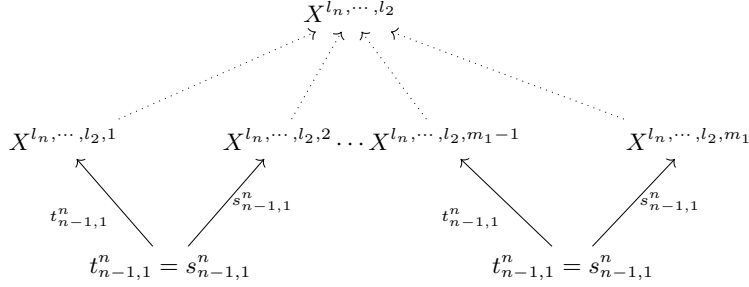 $X^{l_n,\cdots,l_2}$
$X^{l_n,\cdots,l_2,1}$ $X^{l_n,\cdots,l_2,2}$ $\cdots$ $X^{l_n,\cdots,l_2,m_1-1}$ $X^{l_n,\cdots,l_2,m_1}$
$t^n_{n-1,1}$ $s^n_{n-1,1}$ $t^n_{n-1,1}$ $s^n_{n-1,1}$
$t^n_{n-1,1} = s^n_{n-1,1}$ $t^n_{n-1,1} = s^n_{n-1,1}$